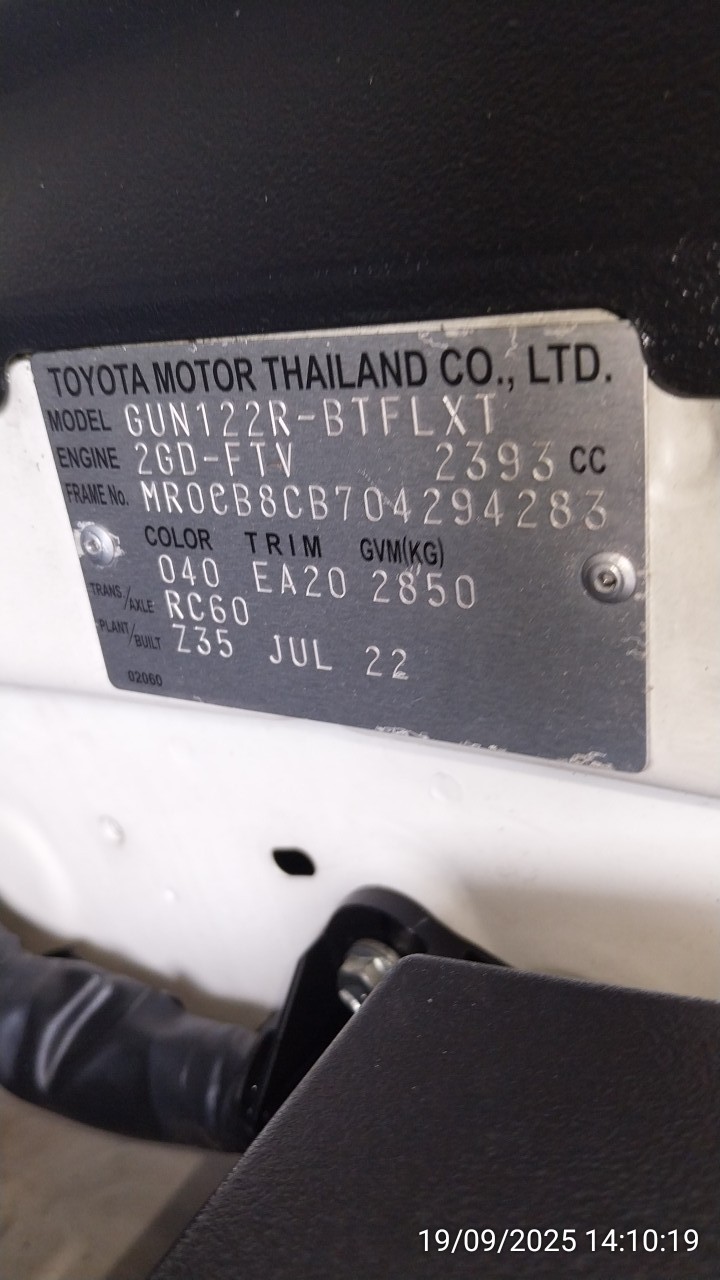 TOYOTA MOTOR THAILAND CO., LTD.
MODEL GUN122R-BTFLXT
ENGINE 2GD-FTV 2393 CC
FRAME No. MR0CB8CB704294283
COLOR TRIM GVM(KG)
040 EA20 2850
TRANS./AXLE RC60
PLANT/BUILT Z35 JUL 22
02060
19/09/2025 14:10:19